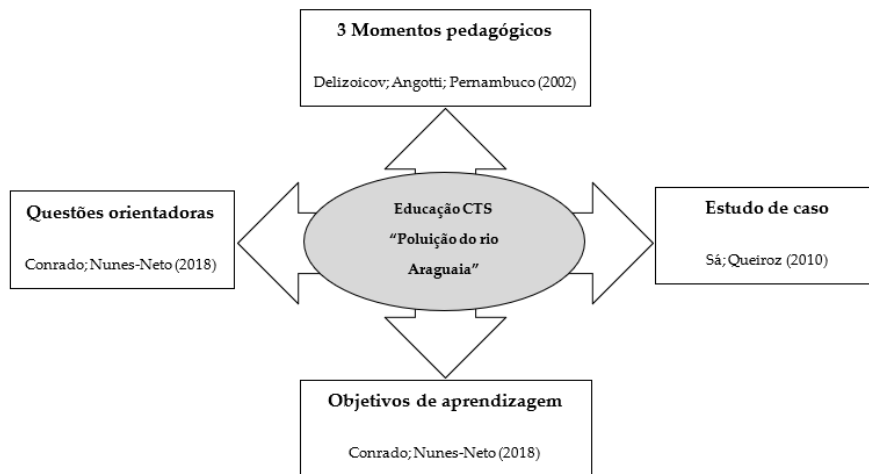 3 Momentos pedagógicos
Delizoicov; Angotti; Pernambuco (2002)
Questões orientadoras
Conrado; Nunes-Neto (2018)
Educação CTS
“Poluição do rio
Araguaia”
Estudo de caso
Sá; Queiroz (2010)
Objetivos de aprendizagem
Conrado; Nunes-Neto (2018)